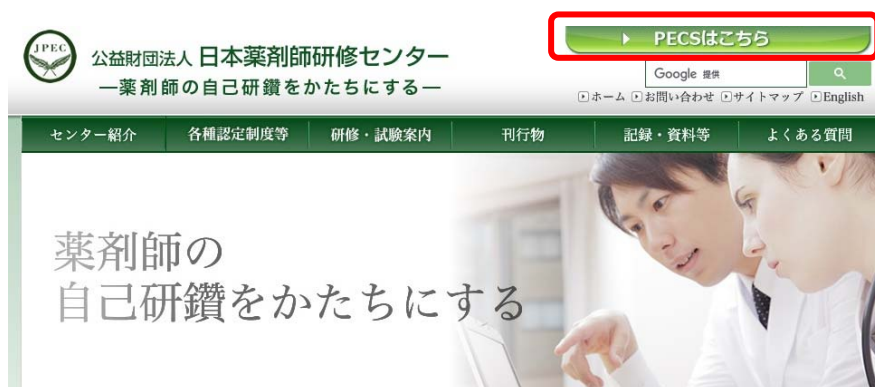 PECSはこちら
JPEC
公益財団法人 日本薬剤師研修センター
―薬剤師の自己研鑽をかたちにする―
Google 提供
ホーム お問い合わせ サイトマップ English
センター紹介 各種認定制度等 研修・試験案内 刊行物 記録・資料等 よくある質問
薬剤師の
自己研鑽をかたちにする